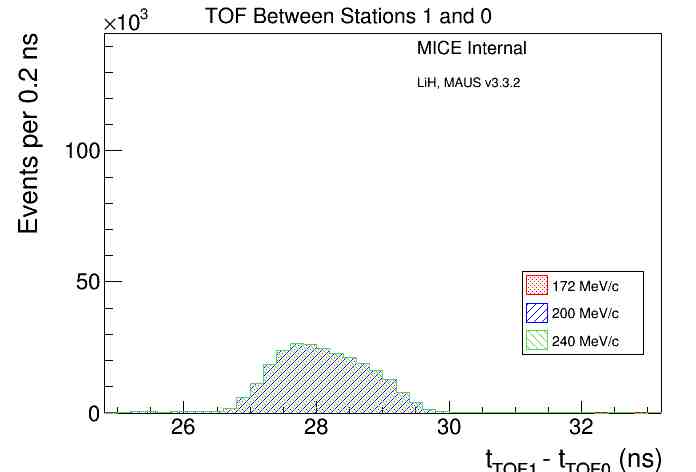 TOF Between Stations 1 and 0
×10³
MICE Internal
LiH, MAUS v3.3.2
Events per 0.2 ns
100
50
0
172 MeV/c
200 MeV/c
240 MeV/c
26 28 30 32
t_TOF1 - t_TOF0 (ns)